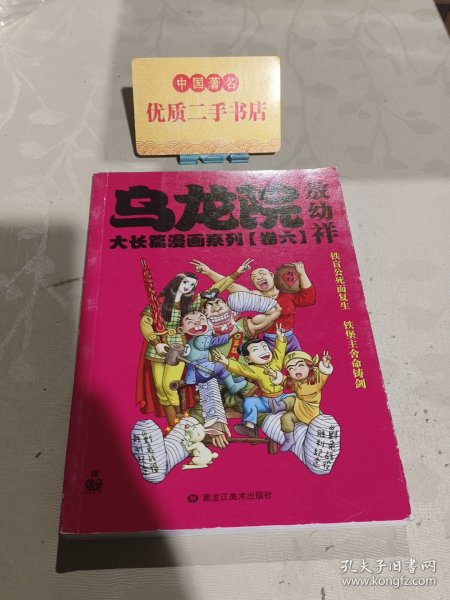 中国著名
优质二手书店
乌龙院
敖幼祥
大长篇漫画系列【卷六】
铁盲公死而复生
铁堡主舍命铸剑
黑龙江美术出版社
孔夫子旧书网
www.kongfz.com